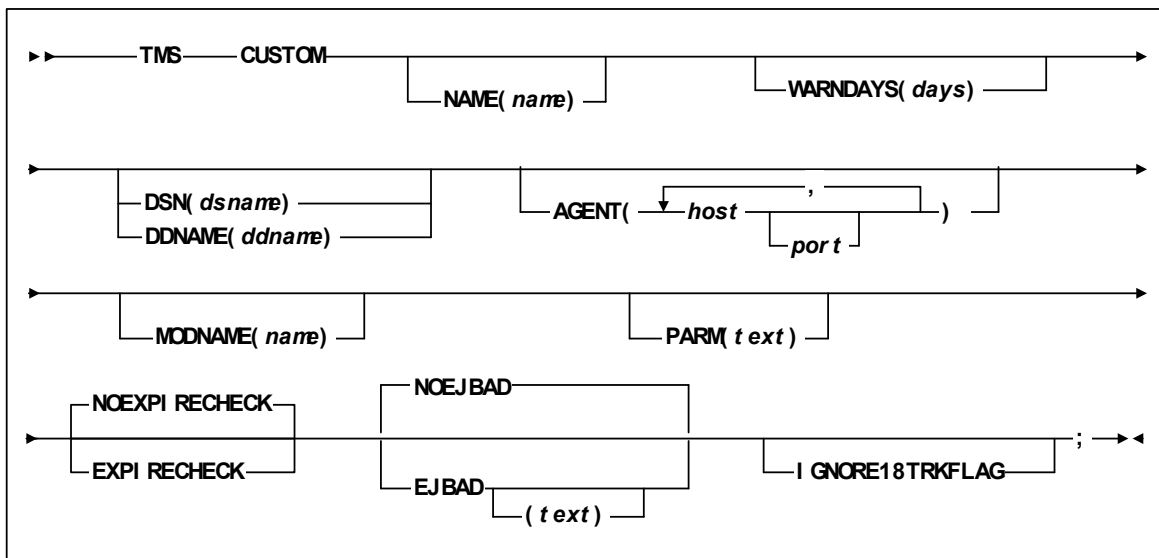 TMS CUSTOM
NAME( name) WARNDAYS( days)
DSN( dsname)
DDNAME( ddname)
AGENT( host , )
port
MODNAME( name) PARM( text )
NOEXPIRECHECK NOEJBAD
;
EXPIRECHECK EJBAD IGNORE18TRKFLAG
( text )